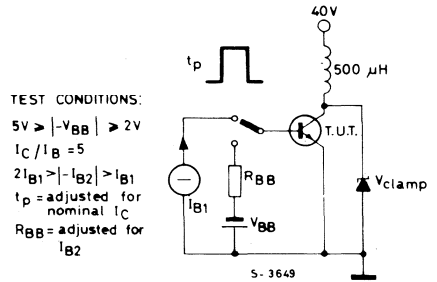 40V
tp
500 µH
TEST CONDITIONS:
5V ⩾ |-VBB| ⩾ 2V
IC/IB = 5
2IB1>|-IB2|>IB1
tp = adjusted for
nominal IC
RBB = adjusted for
IB2
T.U.T.
IB1
RBB
VBB
Vclamp
S-3649